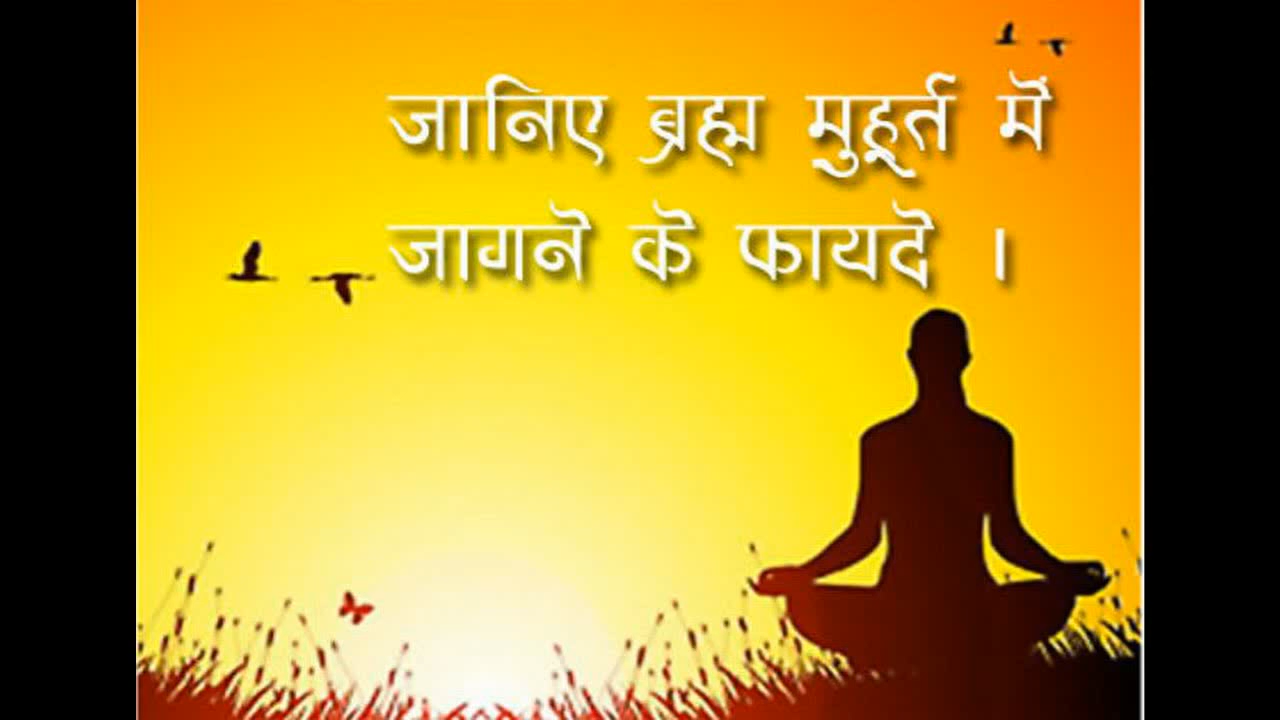 जानिए ब्रह्म मुहूर्त में
जागने के फायदे ।